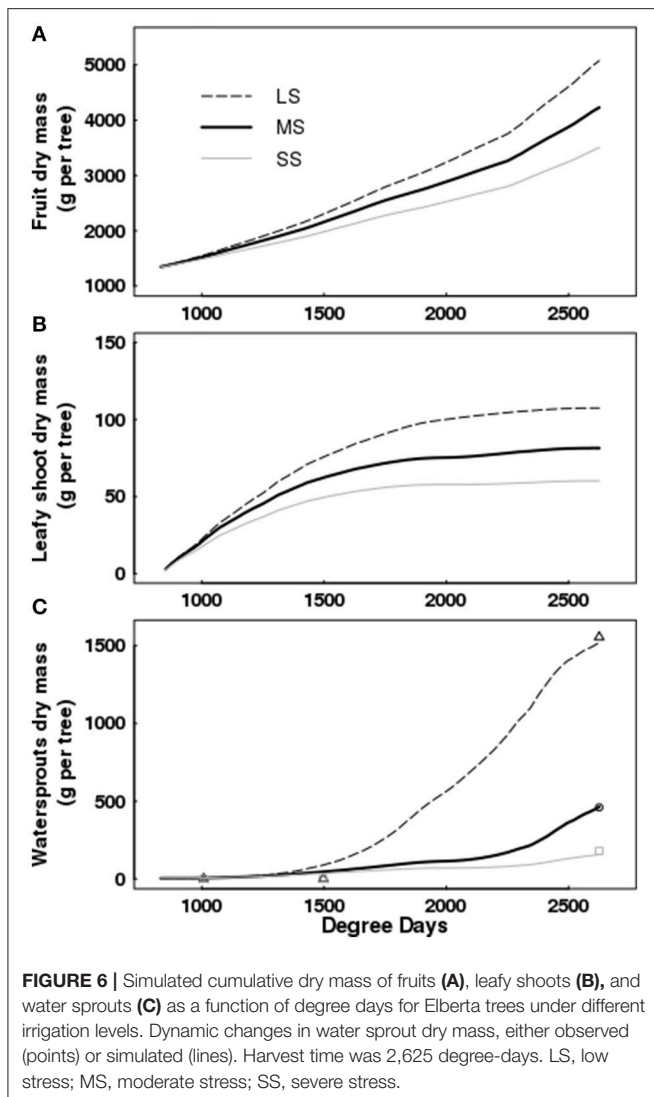 A
Fruit dry mass
(g per tree)
5000
4000
3000
2000
1000
LS
MS
SS
1000 1500 2000 2500
B
Leafy shoot dry mass
(g per tree)
150
100
50
0
1000 1500 2000 2500
C
Watersprouts dry mass
(g per tree)
1500
1000
500
0
1000 1500 2000 2500
Degree Days
FIGURE 6 | Simulated cumulative dry mass of fruits (A), leafy shoots (B), and
water sprouts (C) as a function of degree days for Elberta trees under different
irrigation levels. Dynamic changes in water sprout dry mass, either observed
(points) or simulated (lines). Harvest time was 2,625 degree-days. LS, low
stress; MS, moderate stress; SS, severe stress.